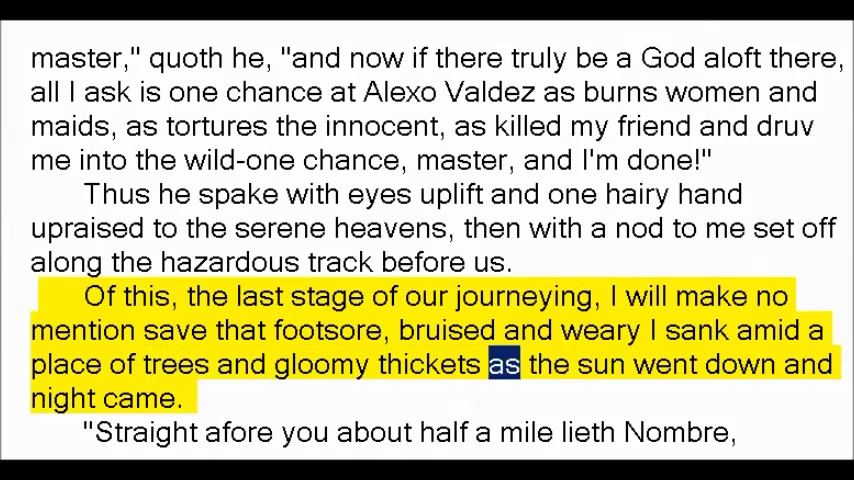 master," quoth he, "and now if there truly be a God aloft there,
all I ask is one chance at Alexo Valdez as burns women and
maids, as tortures the innocent, as killed my friend and druv
me into the wild-one chance, master, and I'm done!"
Thus he spake with eyes uplift and one hairy hand
upraised to the serene heavens, then with a nod to me set off
along the hazardous track before us.
Of this, the last stage of our journeying, I will make no
mention save that footsore, bruised and weary I sank amid a
place of trees and gloomy thickets as the sun went down and
night came.
"Straight afore you about half a mile lieth Nombre,